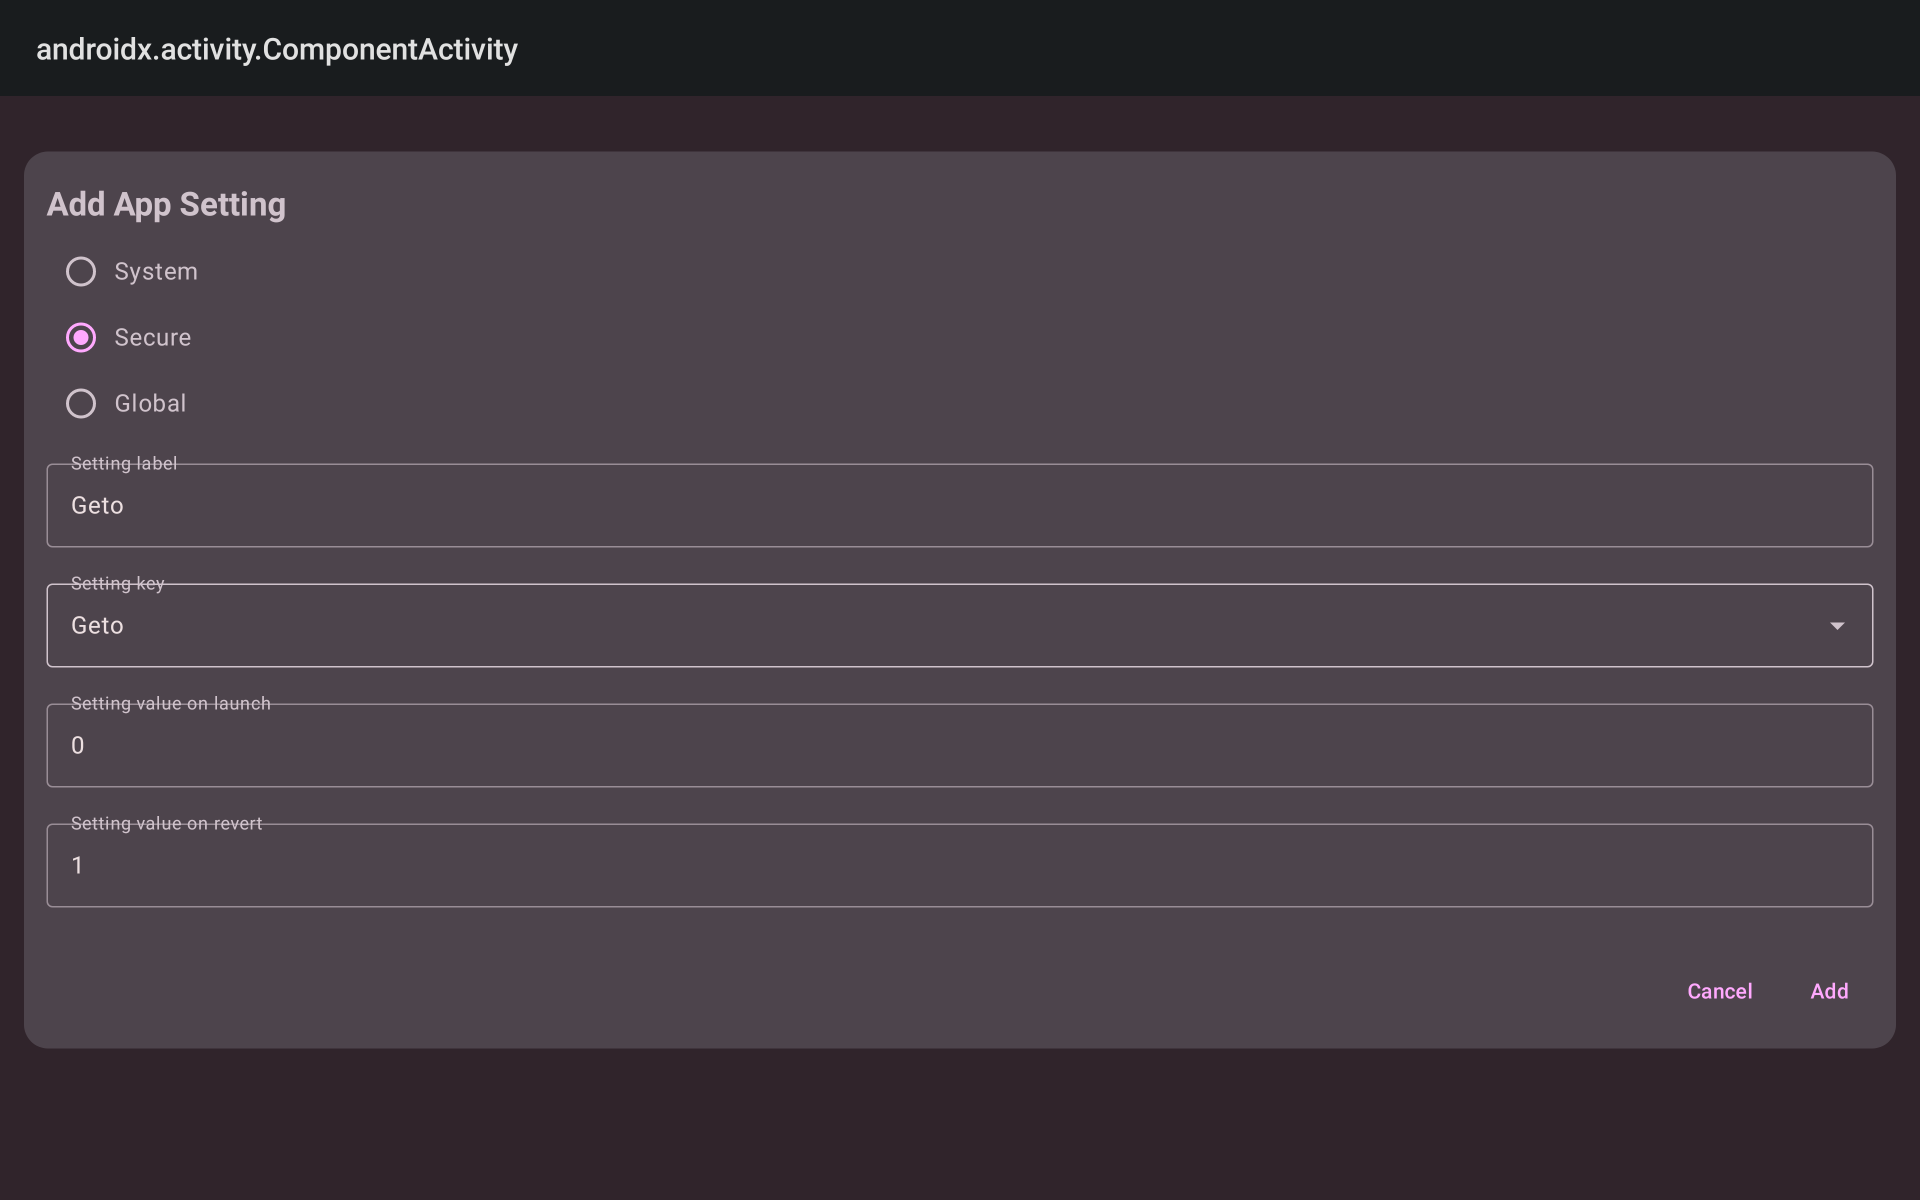 androidx.activity.ComponentActivity
Add App Setting
System
Secure
Global
Setting label
Geto
Setting key
Geto
Setting value on launch
0
Setting value on revert
1
Cancel Add